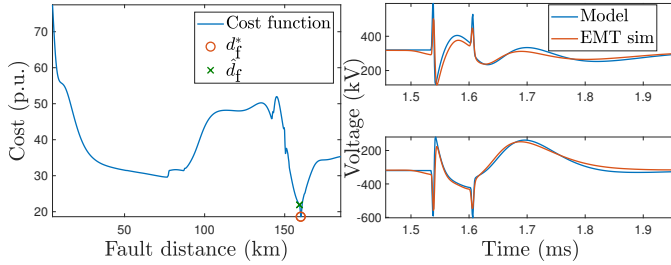 Cost function
d_f^*
d̂_f
Cost (p.u.)
70
60
50
40
30
20
50
100
150
Fault distance (km)
Model
EMT sim
400
200
1.5
1.6
1.7
1.8
1.9
Voltage (kV)
-200
-400
-600
1.5
1.6
1.7
1.8
1.9
Time (ms)